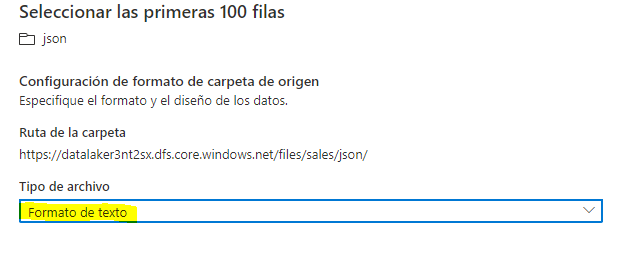 Seleccionar las primeras 100 filas
json
Configuración de formato de carpeta de origen
Especifique el formato y el diseño de los datos.
Ruta de la carpeta
https://datalaker3nt2sx.dfs.core.windows.net/files/sales/json/
Tipo de archivo
Formato de texto